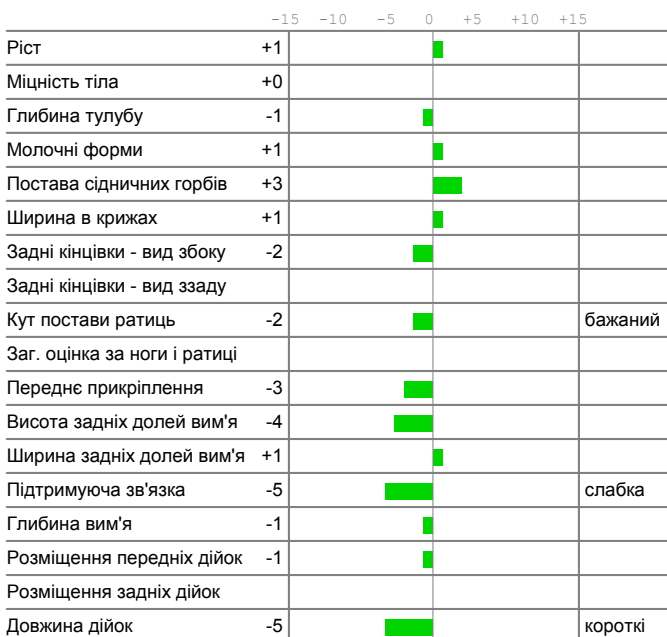 -15 -10 -5 0 +5 +10 +15
Ріст +1
Міцність тіла +0
Глибина тулубу -1
Молочні форми +1
Постава сідничних горбів +3
Ширина в крижах +1
Задні кінцівки - вид збоку -2
Задні кінцівки - вид ззаду
Кут постави ратиць -2 бажаний
Заг. оцінка за ноги і ратиці
Переднє прикріплення -3
Висота задніх долей вим'я -4
Ширина задніх долей вим'я +1
Підтримуюча зв'язка -5 слабка
Глибина вим'я -1
Розміщення передніх дійок -1
Розміщення задніх дійок
Довжина дійок -5 короткі